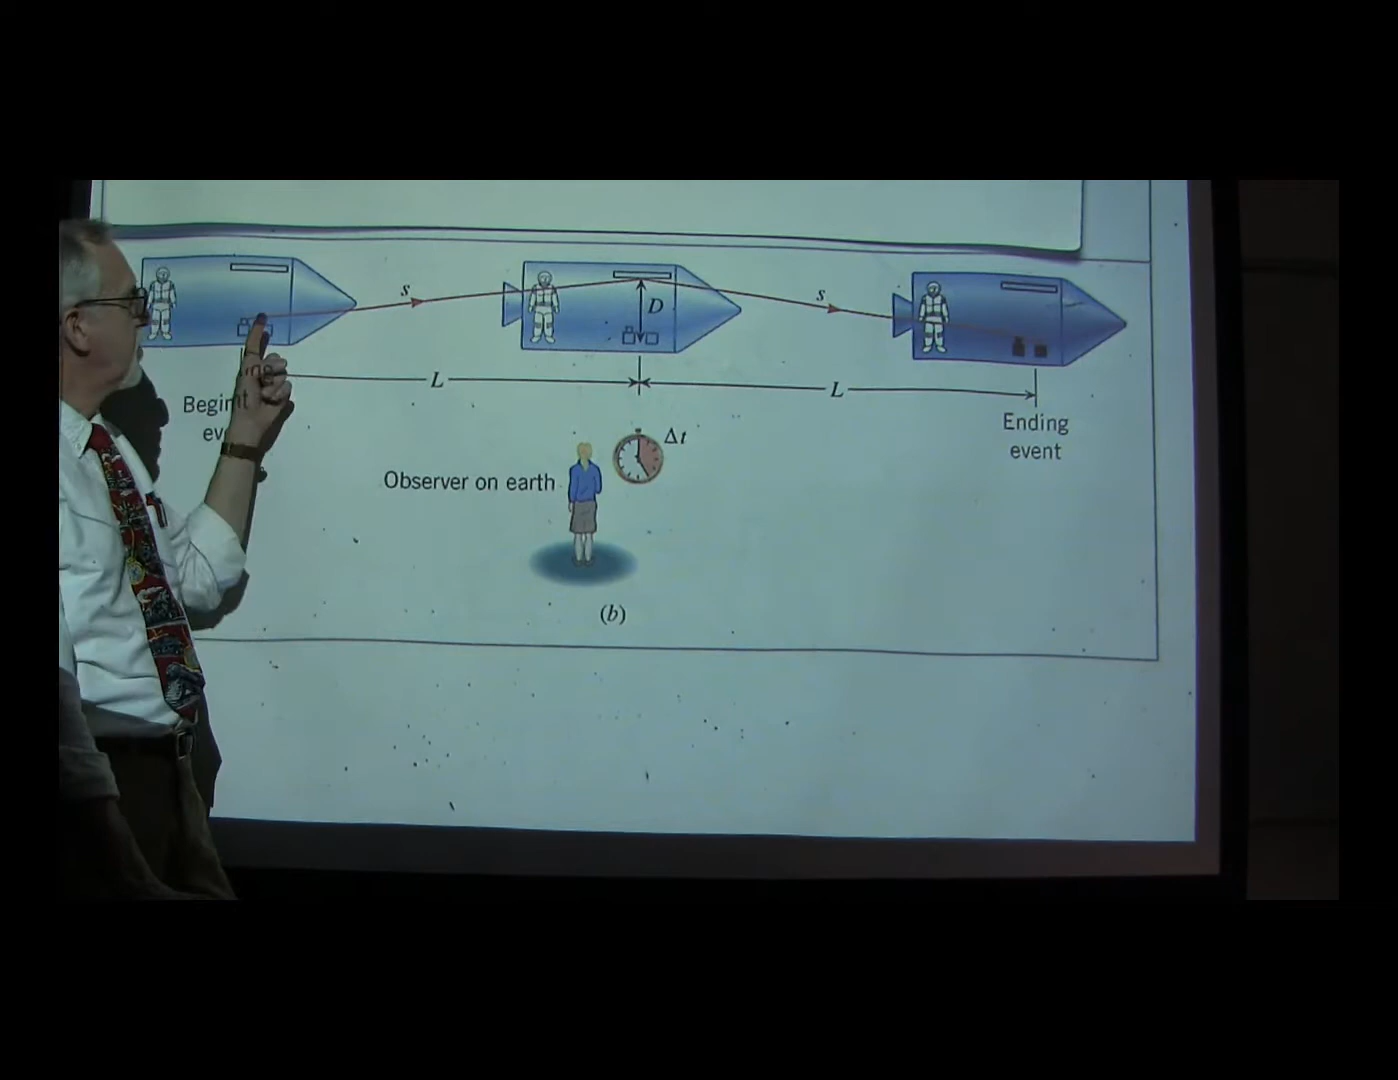 s
D
s
L
L
Ending
event
Δt
Observer on earth
(b)